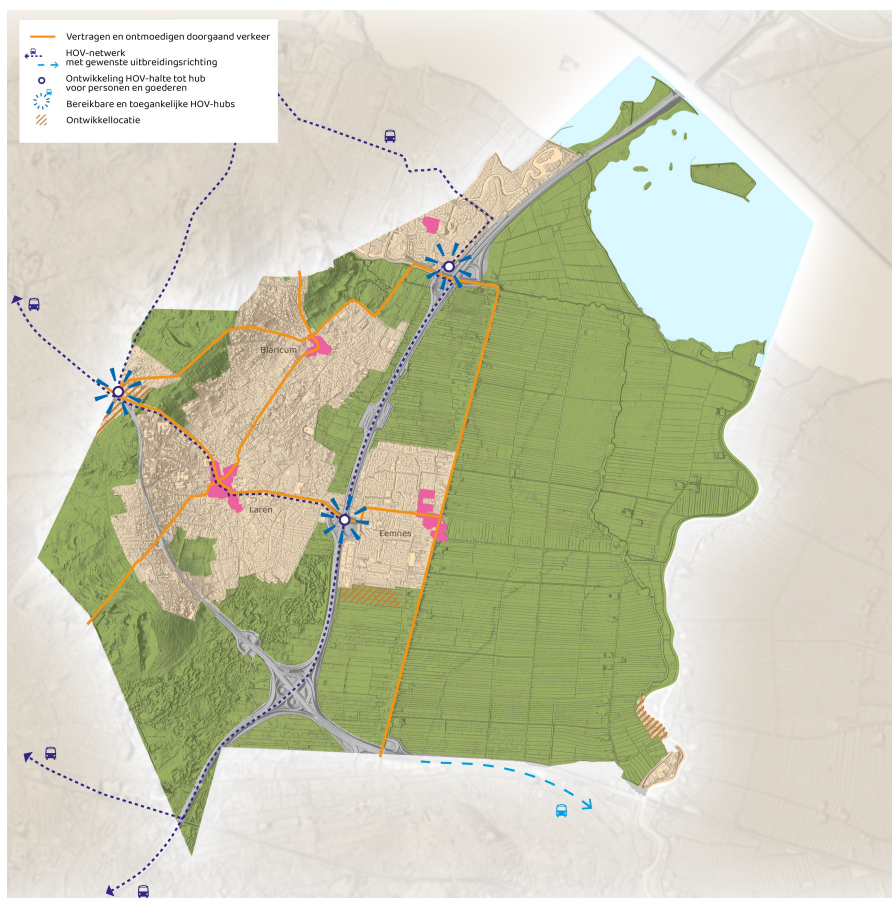 Vertragen en ontmoedigen doorgaand verkeer
HOV-netwerk
met gewenste uitbreidingsrichting
Ontwikkeling HOV-halte tot hub
voor personen en goederen
Bereikbare en toegankelijke HOV-hubs
Ontwikkellocatie
Blaricum
Laren
Eemnes